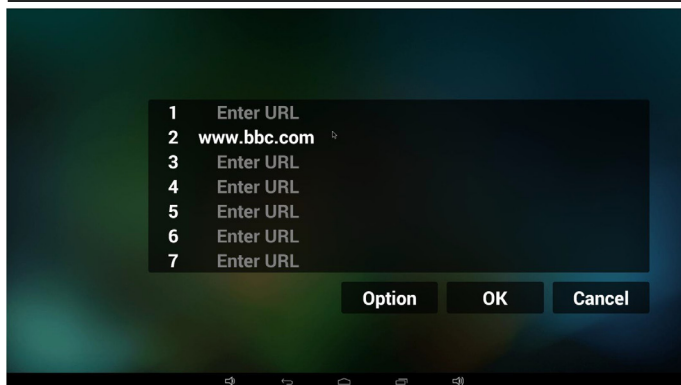 1 Enter URL
2 www.bbc.com
3 Enter URL
4 Enter URL
5 Enter URL
6 Enter URL
7 Enter URL
Option OK Cancel